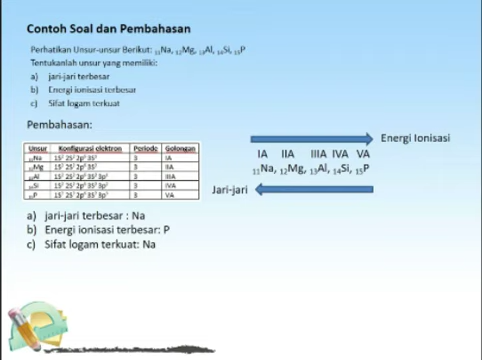 Contoh Soal dan Pembahasan
Perhatikan Unsur-unsur Berikut: ₁₁Na, ₁₂Mg, ₁₃Al, ₁₄Si, ₁₅P
Tentukanlah unsur yang memiliki:
a) jari-jari terbesar
b) Energi ionisasi terbesar
c) Sifat logam terkuat
Pembahasan:
Unsur Konfigurasi elektron Periode Golongan
₁₁Na 1S² 2S² 2p⁶ 3S¹ 3 IA
₁₂Mg 1S² 2S² 2p⁶ 3S² 3 IIA
₁₃Al 1S² 2S² 2p⁶ 3S² 3p¹ 3 IIIA
₁₄Si 1S² 2S² 2p⁶ 3S² 3p² 3 IVA
₁₅P 1S² 2S² 2p⁶ 3S² 3p³ 3 VA
Energi Ionisasi
IA IIA IIIA IVA VA
₁₁Na, ₁₂Mg, ₁₃Al, ₁₄Si, ₁₅P
Jari-jari
a) jari-jari terbesar : Na
b) Energi ionisasi terbesar: P
c) Sifat logam terkuat: Na